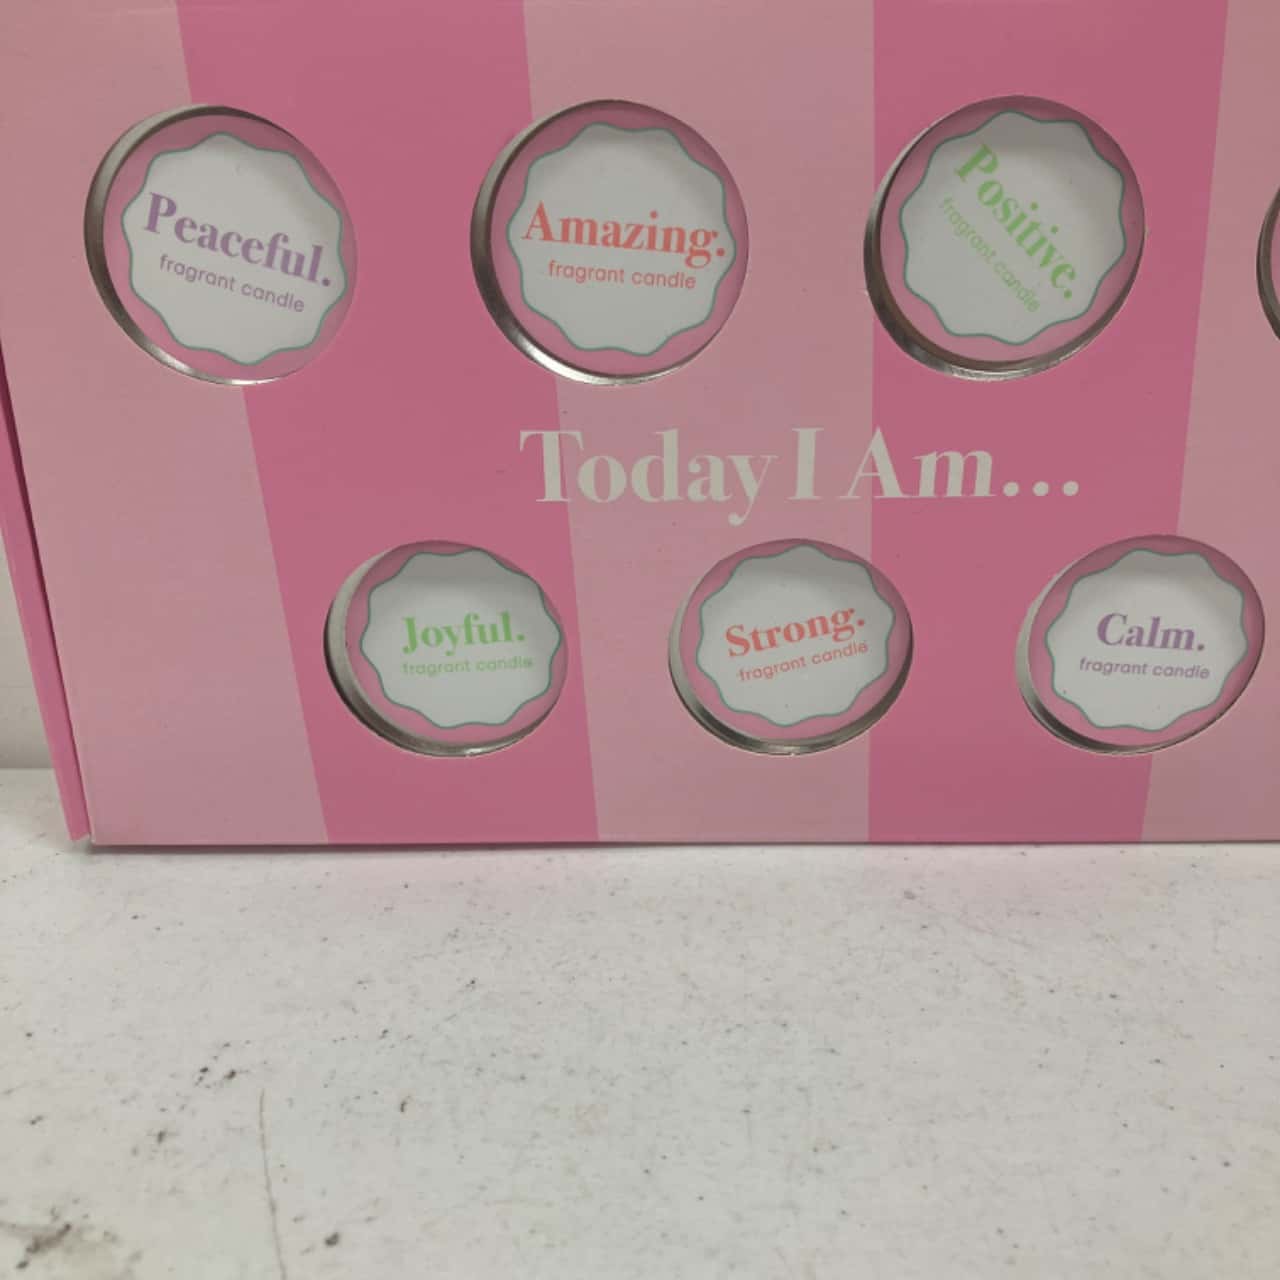 Peaceful.
fragrant candle
Amazing.
fragrant candle
Positive.
fragrant candle
Today I Am...
Joyful.
fragrant candle
Strong.
fragrant candle
Calm.
fragrant candle